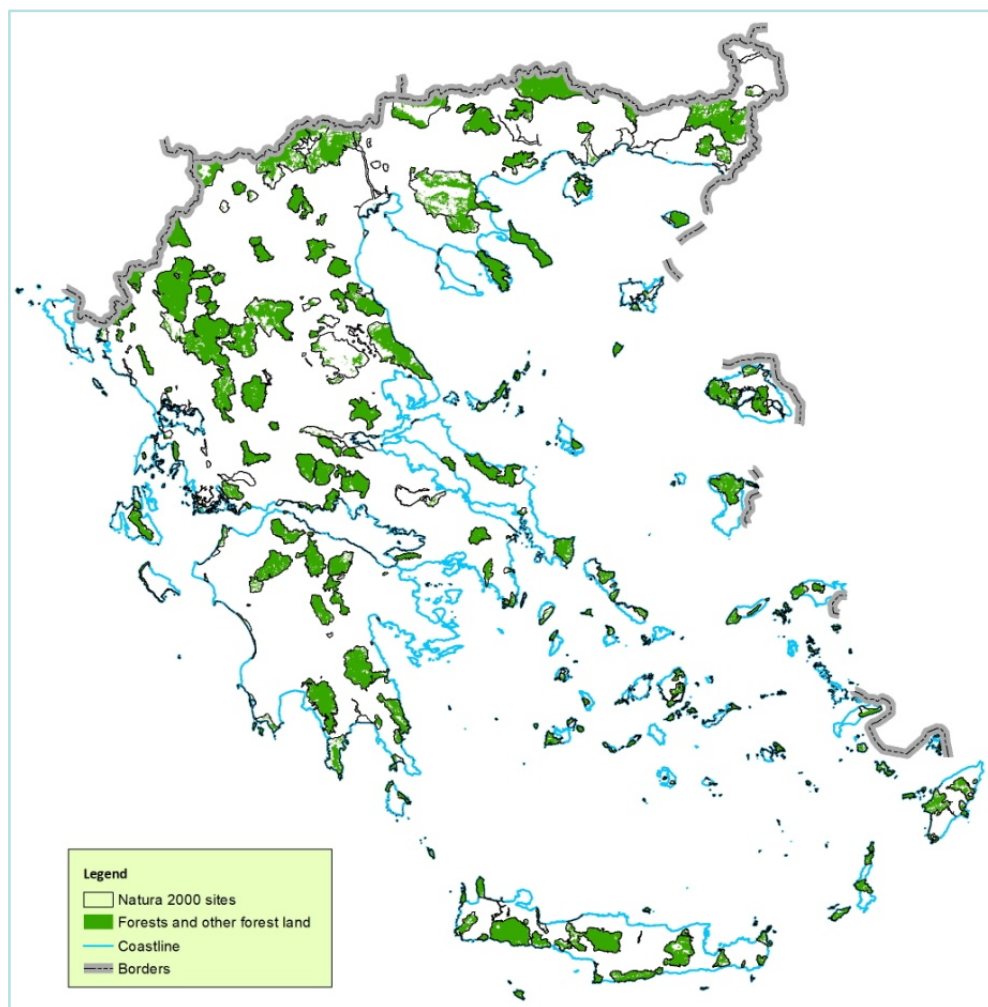 Legend
Natura 2000 sites
Forests and other forest land
Coastline
Borders